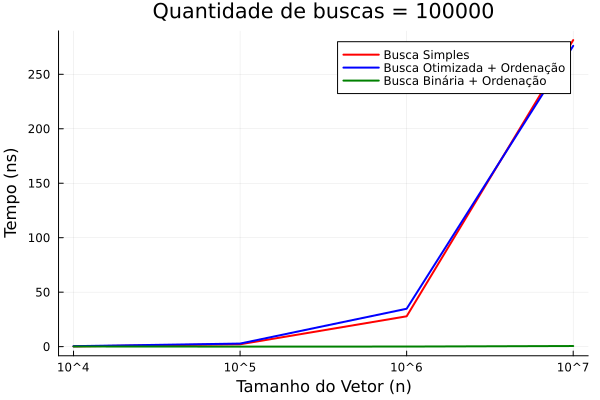 Quantidade de buscas = 100000
Busca Simples
Busca Otimizada + Ordenação
Busca Binária + Ordenação
250
200
150
100
50
0
Tempo (ns)
10^4
10^5
10^6
10^7
Tamanho do Vetor (n)